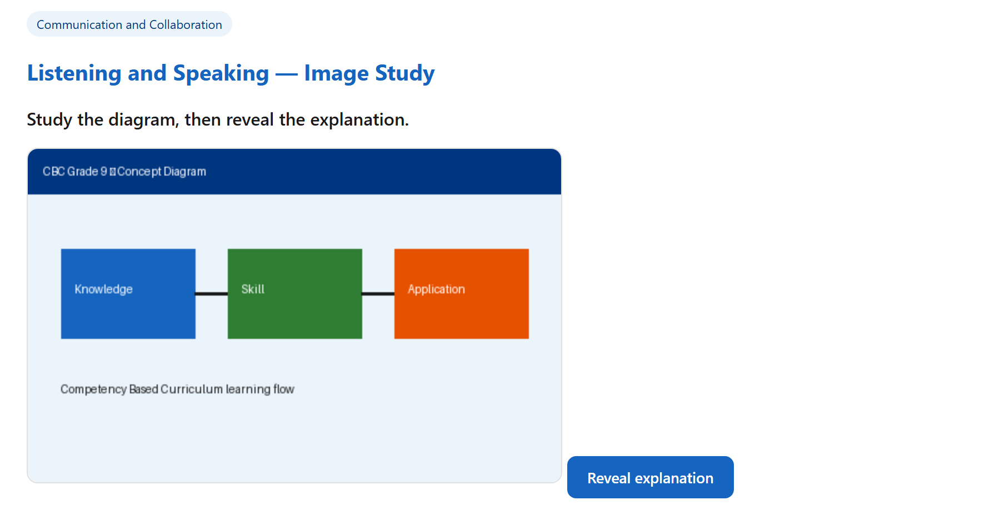 Communication and Collaboration
Listening and Speaking — Image Study
Study the diagram, then reveal the explanation.
CBC Grade 9 Concept Diagram
Knowledge
Skill
Application
Competency Based Curriculum learning flow
Reveal explanation